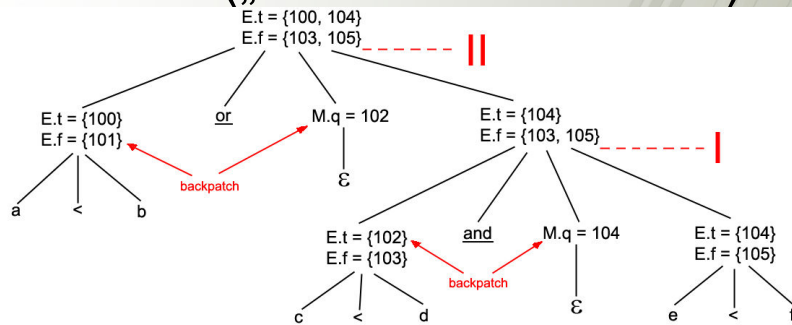 E.t = {100, 104}
E.f = {103, 105}
||
E.t = {100}
E.f = {101}
or
M.q = 102
E.t = {104}
E.f = {103, 105}
|
backpatch
ε
a < b
E.t = {102}
E.f = {103}
and
M.q = 104
E.t = {104}
E.f = {105}
backpatch
ε
c < d
e <